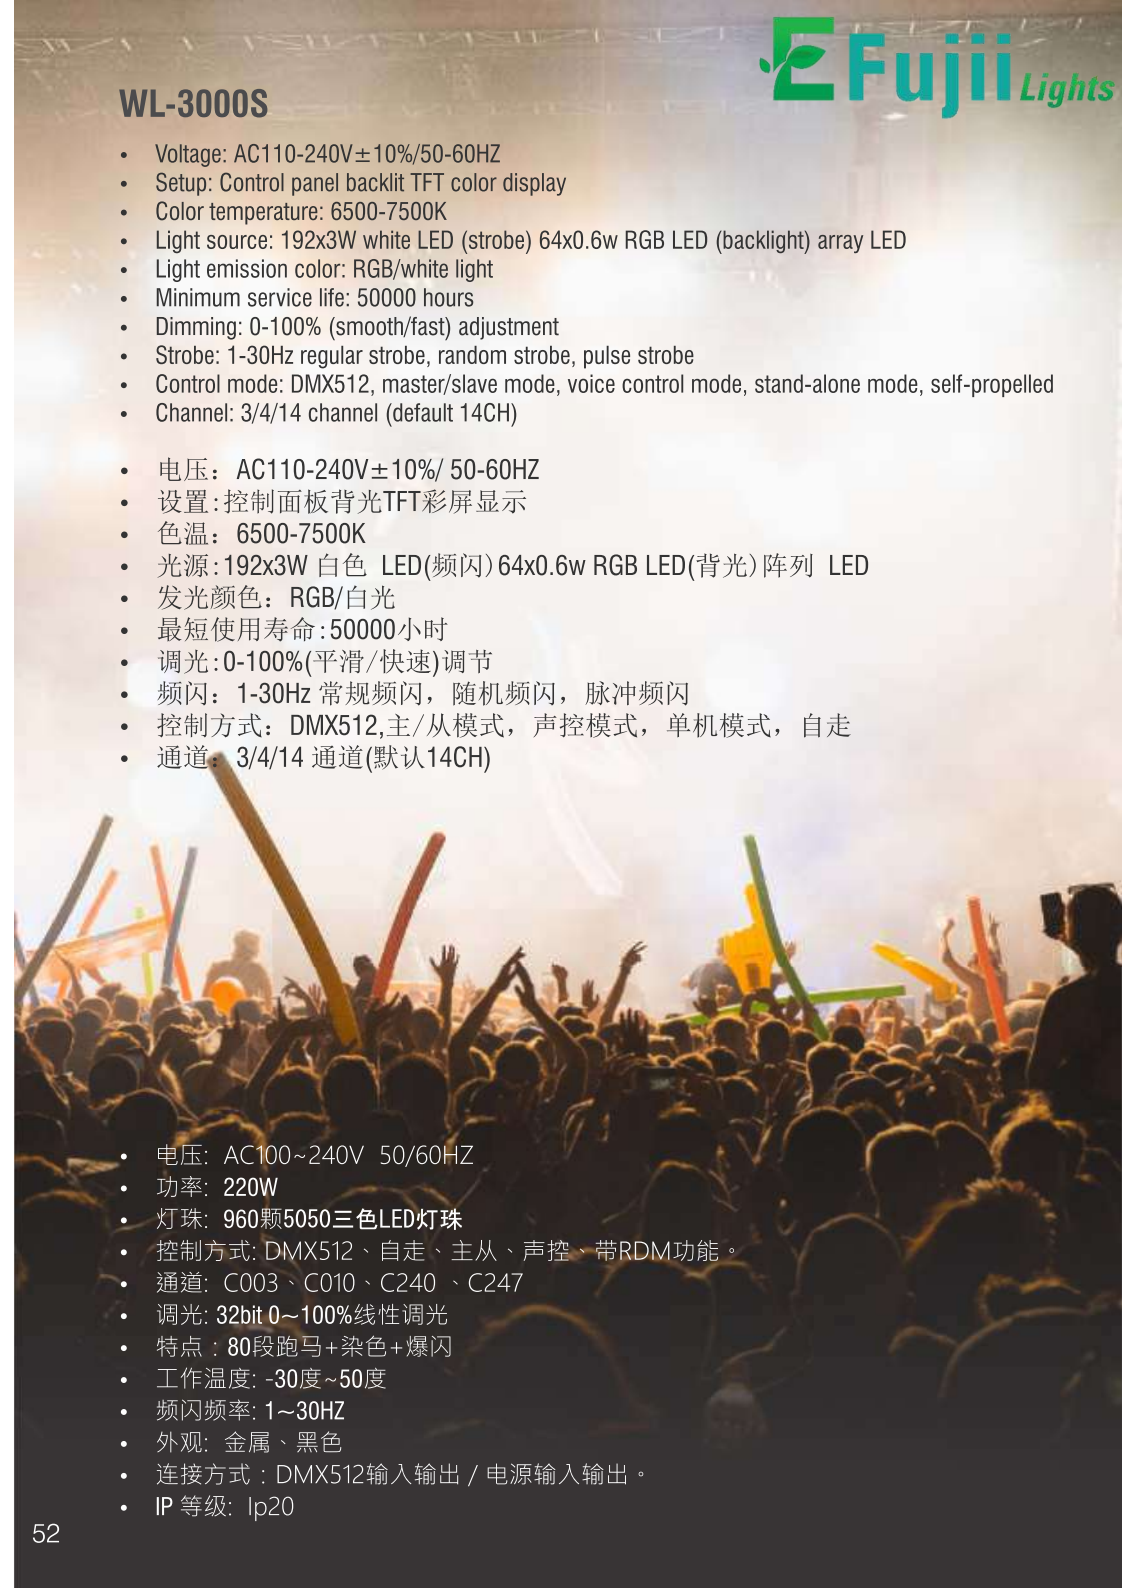 EFujii Lights
WL-3000S
• Voltage: AC110-240V±10%/50-60HZ
• Setup: Control panel backlit TFT color display
• Color temperature: 6500-7500K
• Light source: 192x3W white LED (strobe) 64x0.6w RGB LED (backlight) array LED
• Light emission color: RGB/white light
• Minimum service life: 50000 hours
• Dimming: 0-100% (smooth/fast) adjustment
• Strobe: 1-30Hz regular strobe, random strobe, pulse strobe
• Control mode: DMX512, master/slave mode, voice control mode, stand-alone mode, self-propelled
• Channel: 3/4/14 channel (default 14CH)
• 电压：AC110-240V±10%/ 50-60HZ
• 设置:控制面板背光TFT彩屏显示
• 色温：6500-7500K
• 光源:192x3W 白色 LED(频闪)64x0.6w RGB LED(背光)阵列 LED
• 发光颜色：RGB/白光
• 最短使用寿命:50000小时
• 调光:0-100%(平滑/快速)调节
• 频闪：1-30Hz 常规频闪，随机频闪，脉冲频闪
• 控制方式：DMX512,主/从模式，声控模式，单机模式，自走
• 通道：3/4/14 通道(默认14CH)
• 电压: AC100~240V 50/60HZ
• 功率: 220W
• 灯珠: 960颗5050三色LED灯珠
• 控制方式: DMX512、自走、主从、声控、带RDM功能。
• 通道: C003、C010、C240 、C247
• 调光: 32bit 0~100%线性调光
• 特点：80段跑马+染色+爆闪
• 工作温度: -30度~50度
• 频闪频率: 1~30HZ
• 外观: 金属、黑色
• 连接方式：DMX512输入输出 / 电源输入输出。
• IP 等级: Ip20
52